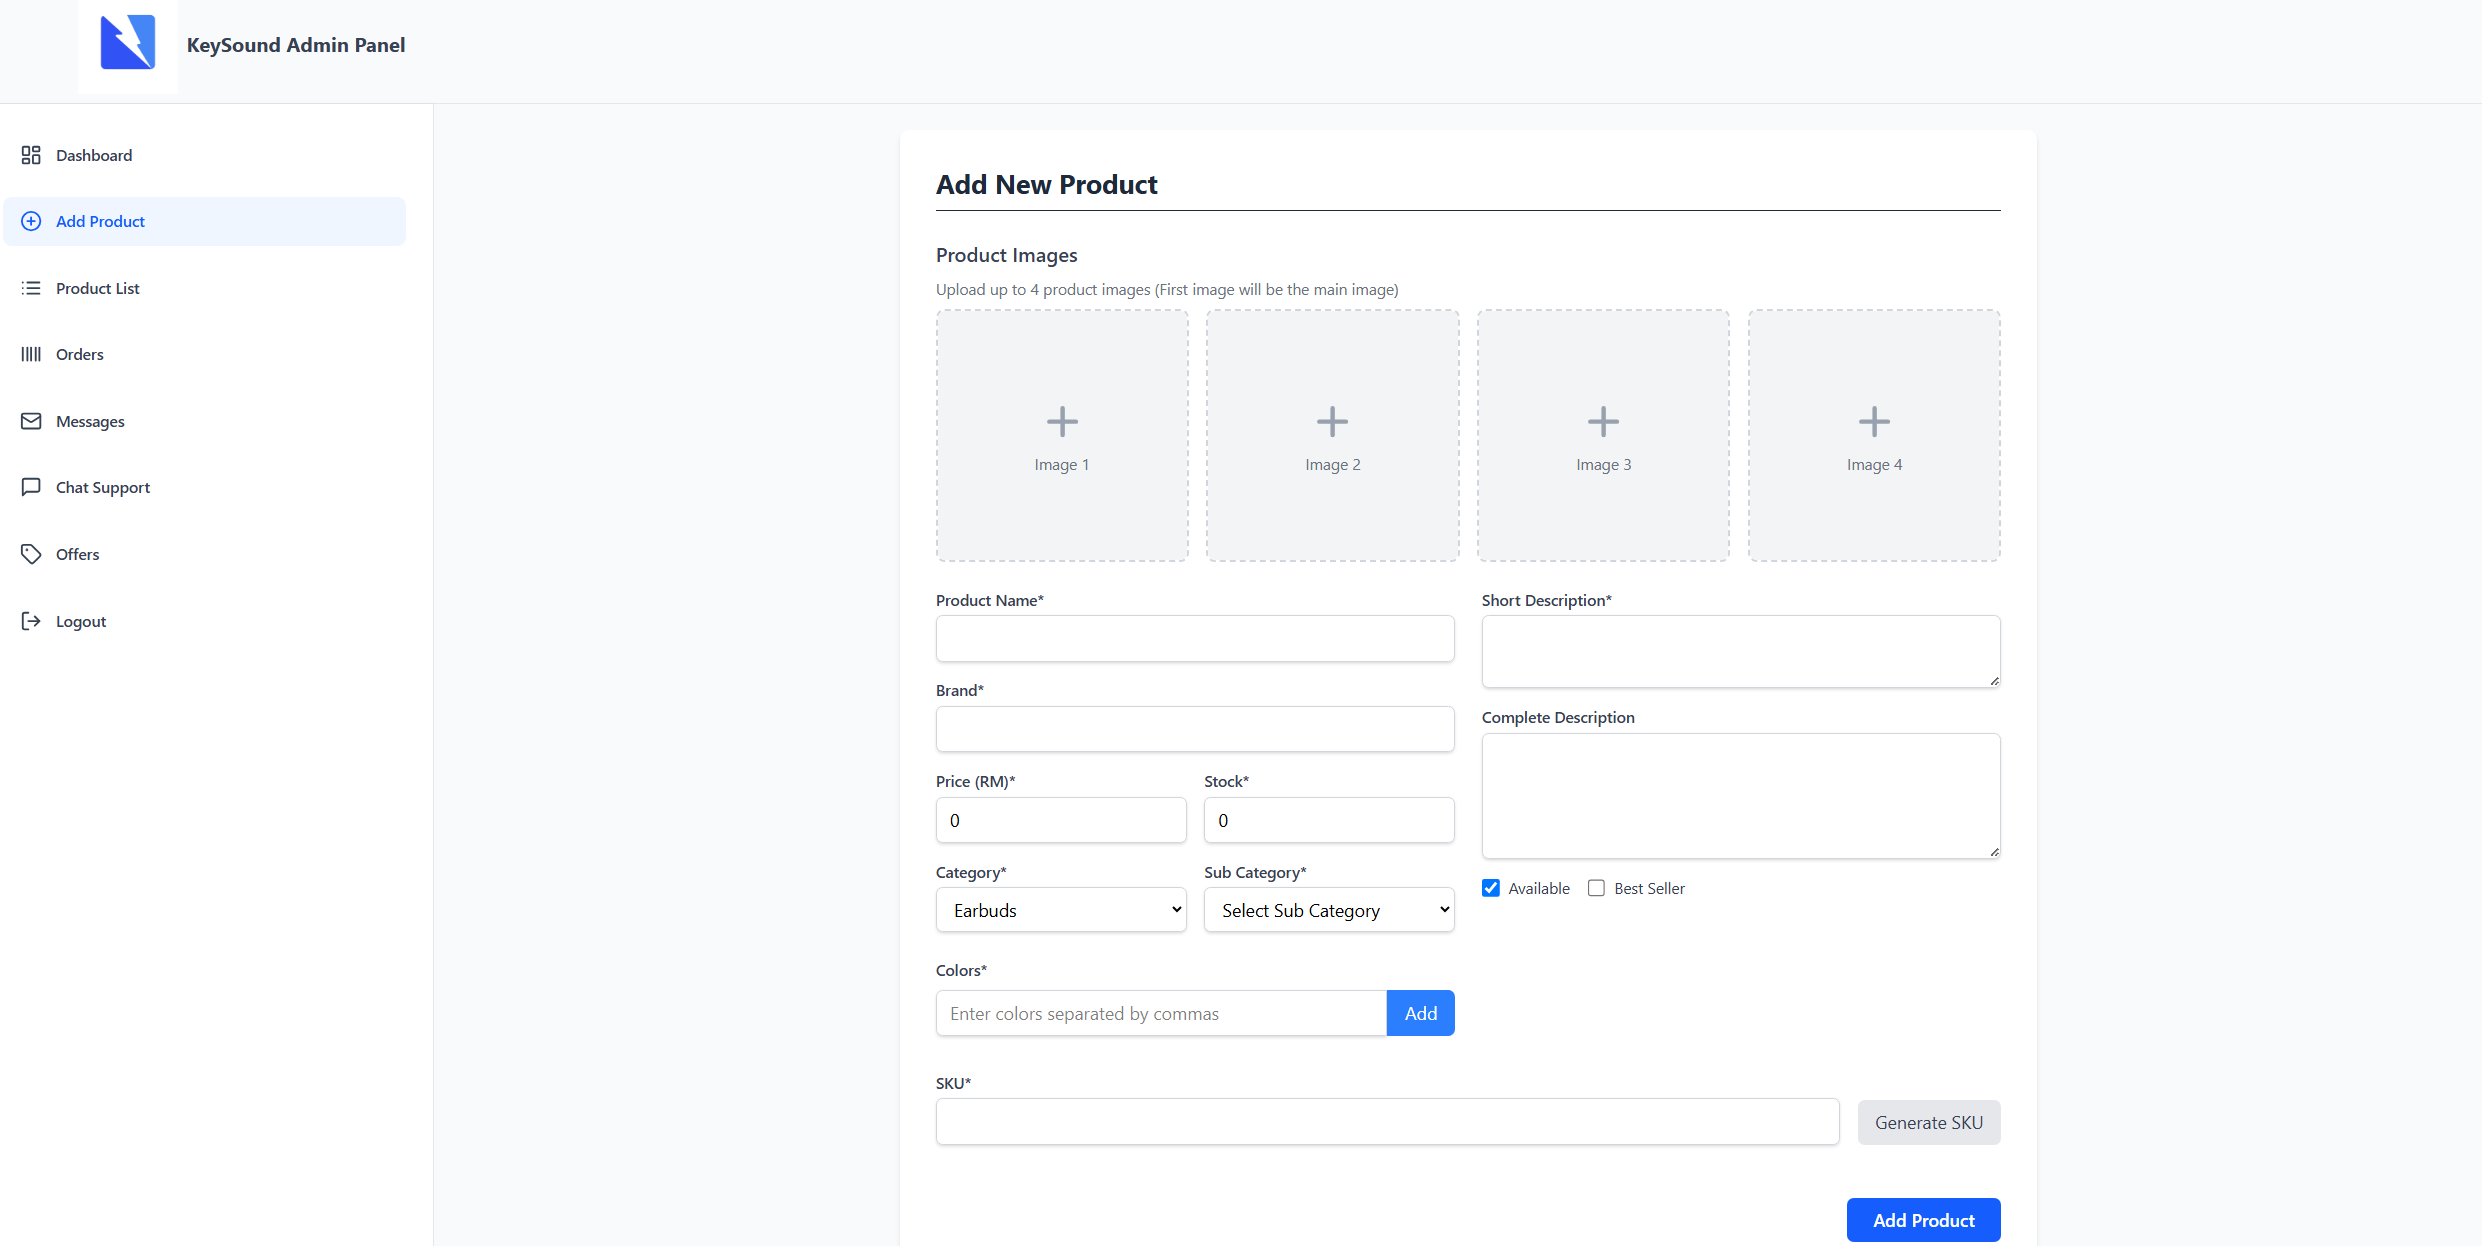 KeySound Admin Panel
Dashboard
Add Product
Product List
Orders
Messages
Chat Support
Offers
Logout
Add New Product
Product Images
Upload up to 4 product images (First image will be the main image)
Image 1
Image 2
Image 3
Image 4
Product Name*
Brand*
Price (RM)*
Stock*
0
0
Category*
Sub Category*
Earbuds
Select Sub Category
Colors*
Enter colors separated by commas
Add
Short Description*
Complete Description
Available
Best Seller
SKU*
Generate SKU
Add Product